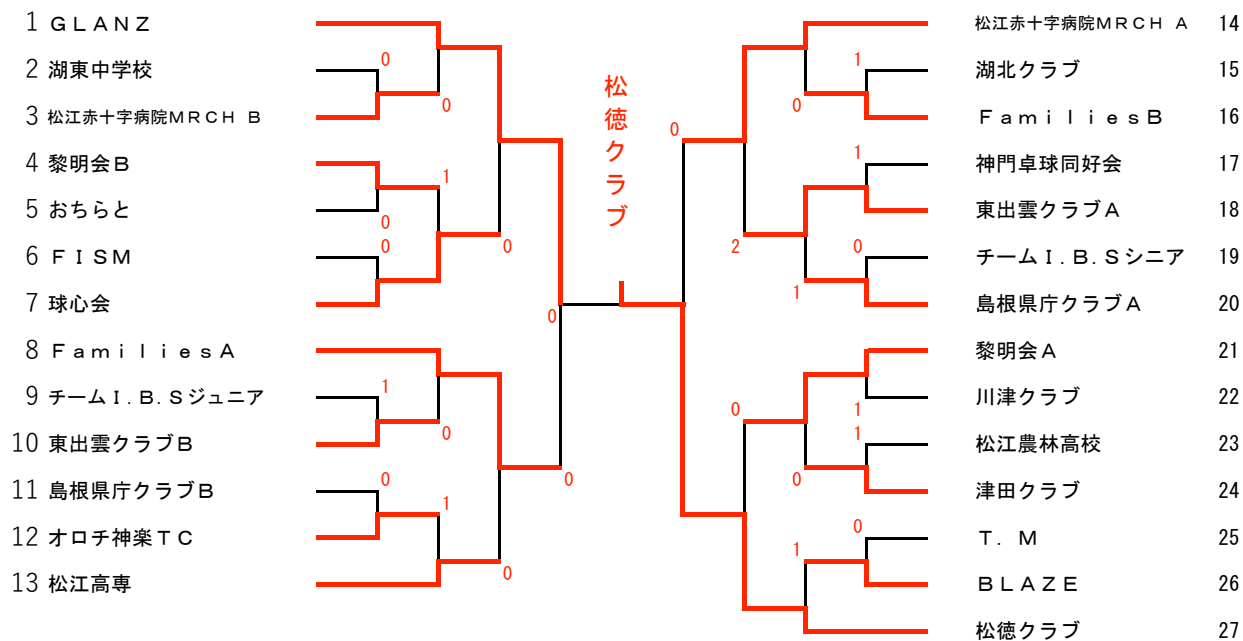 1 ＧＬＡＮＺ
2 湖東中学校
3 松江赤十字病院ＭＲＣＨ Ｂ
4 黎明会Ｂ
5 おちらと
6 ＦＩＳＭ
7 球心会
8 ＦａｍｉｌｉｅｓＡ
9 チームＩ.Ｂ.Ｓジュニア
10 東出雲クラブＢ
11 島根県庁クラブＢ
12 オロチ神楽ＴＣ
13 松江高専
0
0
1
0
0
0
0
1
0
0
1
0
0
松徳クラブ
0
1
0
1
2
0
1
0
1
1
0
0
1
松江赤十字病院ＭＲＣＨ Ａ 14
湖北クラブ 15
ＦａｍｉｌｉｅｓＢ 16
神門卓球同好会 17
東出雲クラブＡ 18
チームＩ.Ｂ.Ｓシニア 19
島根県庁クラブＡ 20
黎明会Ａ 21
川津クラブ 22
松江農林高校 23
津田クラブ 24
Ｔ．Ｍ 25
ＢＬＡＺＥ 26
松徳クラブ 27